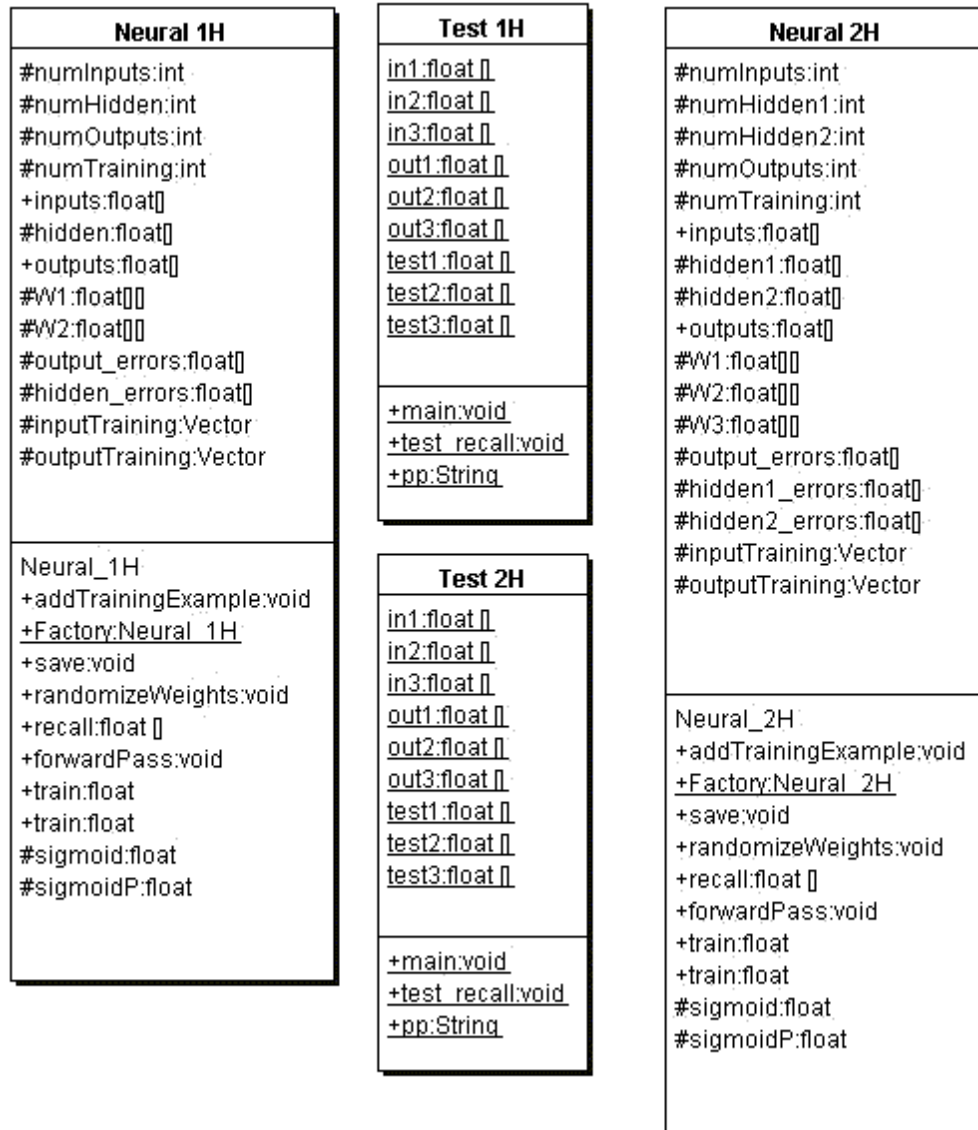 Neural 1H
#numInputs:int
#numHidden:int
#numOutputs:int
#numTraining:int
+inputs:float[]
#hidden:float[]
+outputs:float[]
#W1:float[][]
#W2:float[][]
#output_errors:float[]
#hidden_errors:float[]
#inputTraining:Vector
#outputTraining:Vector
Neural_1H
+addTrainingExample:void
+Factory:Neural_1H
+save:void
+randomizeWeights:void
+recall:float []
+forwardPass:void
+train:float
+train:float
#sigmoid:float
#sigmoidP:float
Test 1H
in1:float []
in2:float []
in3:float []
out1:float []
out2:float []
out3:float []
test1:float []
test2:float []
test3:float []
+main:void
+test_recall:void
+pp:String
Test 2H
in1:float []
in2:float []
in3:float []
out1:float []
out2:float []
out3:float []
test1:float []
test2:float []
test3:float []
+main:void
+test_recall:void
+pp:String
Neural 2H
#numInputs:int
#numHidden1:int
#numHidden2:int
#numOutputs:int
#numTraining:int
+inputs:float[]
#hidden1:float[]
#hidden2:float[]
+outputs:float[]
#W1:float[][]
#W2:float[][]
#W3:float[][]
#output_errors:float[]
#hidden1_errors:float[]
#hidden2_errors:float[]
#inputTraining:Vector
#outputTraining:Vector
Neural_2H
+addTrainingExample:void
+Factory:Neural_2H
+save:void
+randomizeWeights:void
+recall:float []
+forwardPass:void
+train:float
+train:float
#sigmoid:float
#sigmoidP:float